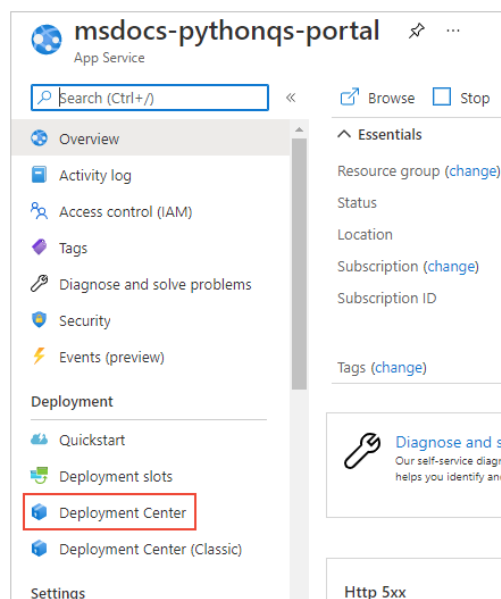 msdocs-pythonqs-portal
App Service
Search (Ctrl+/)
Overview
Activity log
Access control (IAM)
Tags
Diagnose and solve problems
Security
Events (preview)
Deployment
Quickstart
Deployment slots
Deployment Center
Deployment Center (Classic)
Settings
Browse
Stop
Essentials
Resource group (change)
Status
Location
Subscription (change)
Subscription ID
Tags (change)
Diagnose and s
Our self-service diagn
helps you identify and
Http 5xx